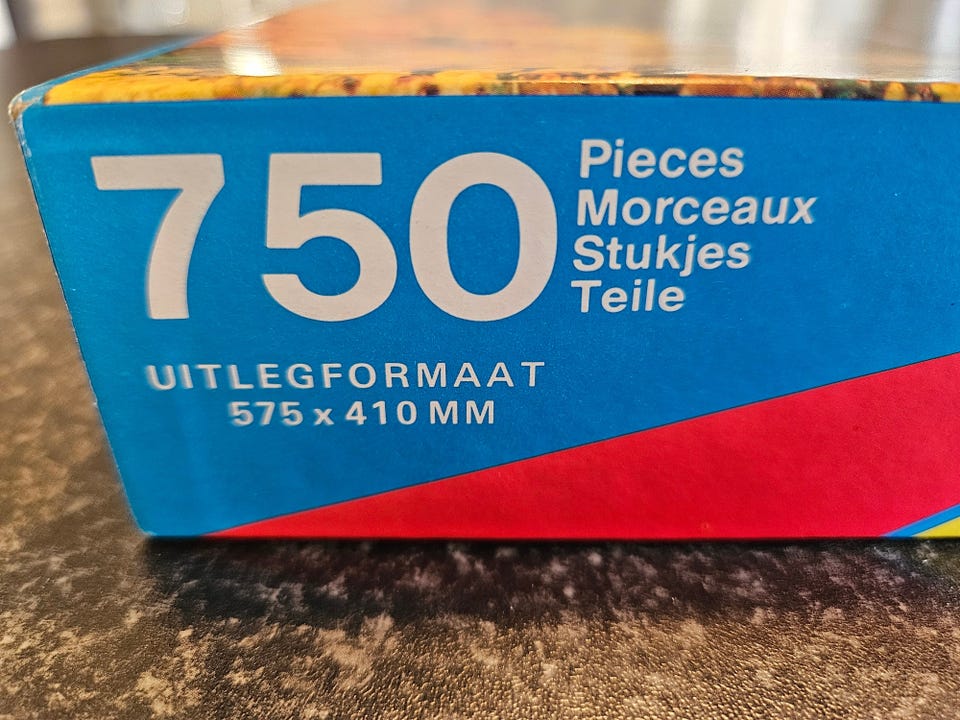 750
Pieces
Morceaux
Stukjes
Teile
UITLEGFORMAAT
575 x 410 MM